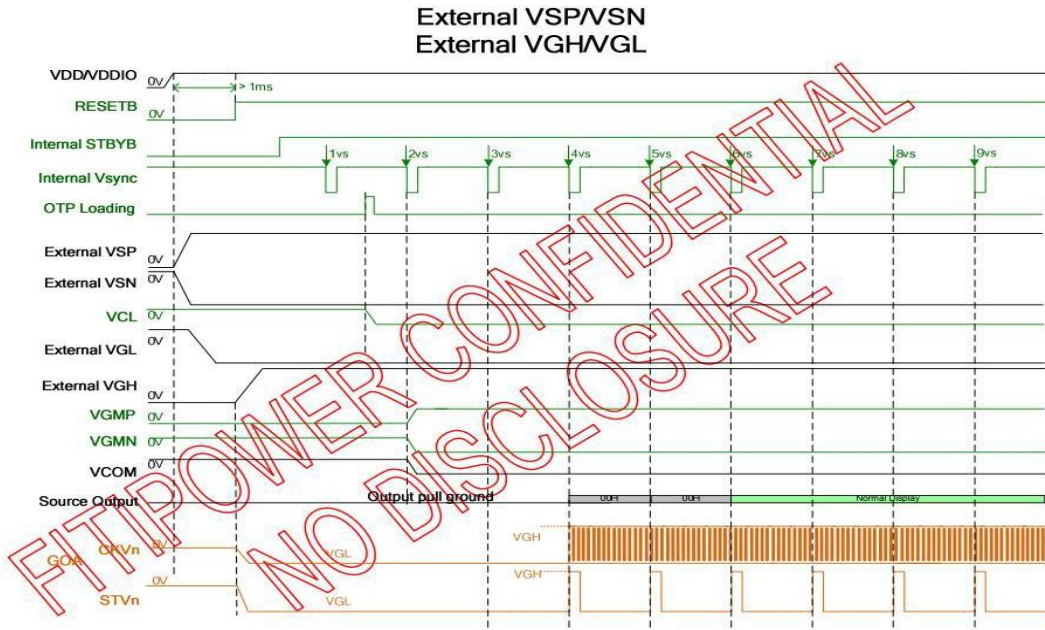 External VSP/VSN
External VGH/VGL
VDD/VDDIO 0V
> 1ms
RESETB 0V
Internal STBYB
1vs 2vs 3vs 4vs 5vs 6vs 7vs 8vs 9vs
Internal Vsync
OTP Loading
External VSP 0V
External VSN 0V
VCL 0V
External VGL 0V
External VGH 0V
VGMP 0V
VGMN 0V
VCOM 0V
Source Output Output pull ground 00H 00H Normal Display
GOA
CKVn 0V VGL VGH
STVn 0V VGL VGH
FITIPOWER CONFIDENTIAL
NO DISCLOSURE